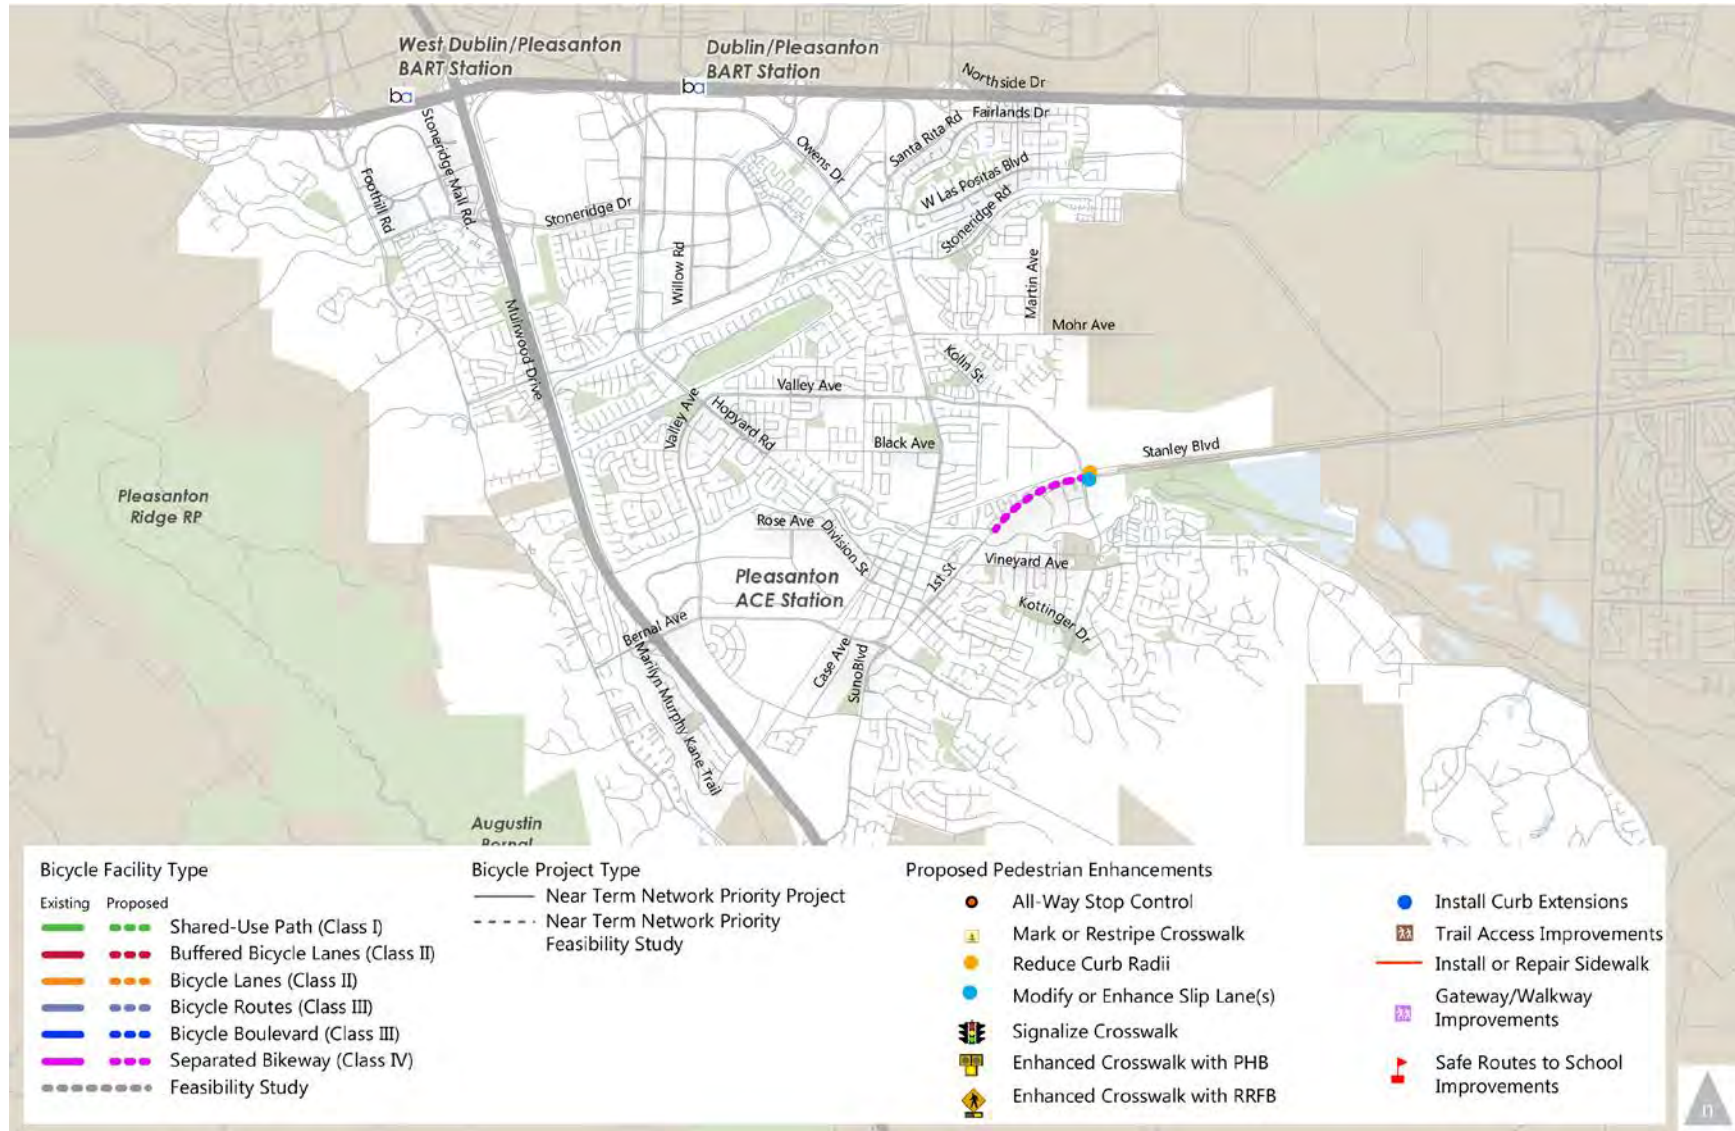 West Dublin/Pleasanton
BART Station
Dublin/Pleasanton
BART Station
ba
ba
Northside Dr
Fairlands Dr
Santa Rita Rd
Stoneridge Mall Rd.
Owens Dr
W Las Positas Blvd
Foothill Rd
Stoneridge Dr
Stoneridge Rd
Willow Rd
Martin Ave
Mohr Ave
Muirwood Drive
Kolln St
Valley Ave
Valley Ave
Hopyard Rd
Black Ave
Stanley Blvd
Pleasanton
Ridge RP
Rose Ave
Division St
Vineyard Ave
1st St
Pleasanton
ACE Station
Kottinger Dr
Bernal Ave
Case Ave
SunoBlvd
Marilyn Murphy Kane Trail
Augustin
Bernal
Bicycle Facility Type
Existing Proposed
Shared-Use Path (Class I)
Buffered Bicycle Lanes (Class II)
Bicycle Lanes (Class II)
Bicycle Routes (Class III)
Bicycle Boulevard (Class III)
Separated Bikeway (Class IV)
Feasibility Study
Bicycle Project Type
Near Term Network Priority Project
Near Term Network Priority
Feasibility Study
Proposed Pedestrian Enhancements
All-Way Stop Control
Mark or Restripe Crosswalk
Reduce Curb Radii
Modify or Enhance Slip Lane(s)
Signalize Crosswalk
Enhanced Crosswalk with PHB
Enhanced Crosswalk with RRFB
Install Curb Extensions
Trail Access Improvements
Install or Repair Sidewalk
Gateway/Walkway
Improvements
Safe Routes to School
Improvements
n